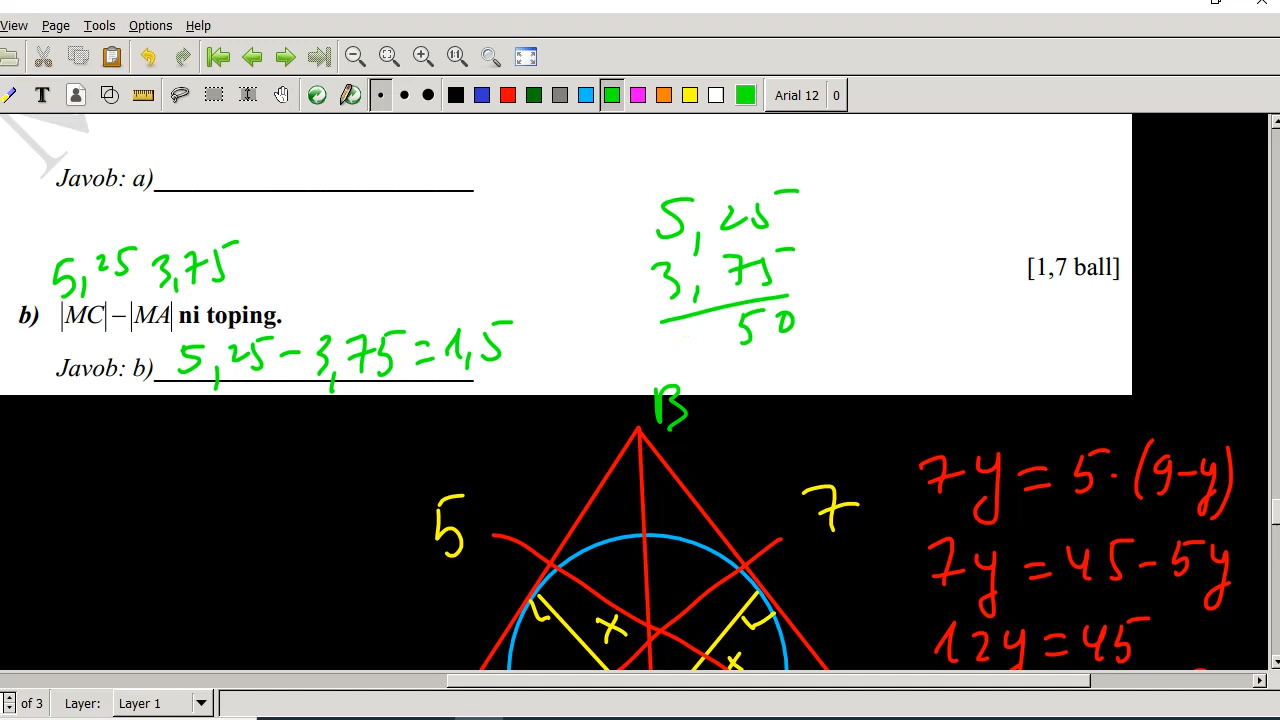 View Page Tools Options Help
T 1:1 Arial 12 0
M
Javob: a)
5,25
3,75
50
5,25 3,75
[1,7 ball]
b) |MC| – |MA| ni toping.
Javob: b) 5,25 – 3,75 = 1,5
B
5
7
x
x
7y = 5 · (9 – y)
7y = 45 – 5y
12y = 45
of 3 Layer: Layer 1